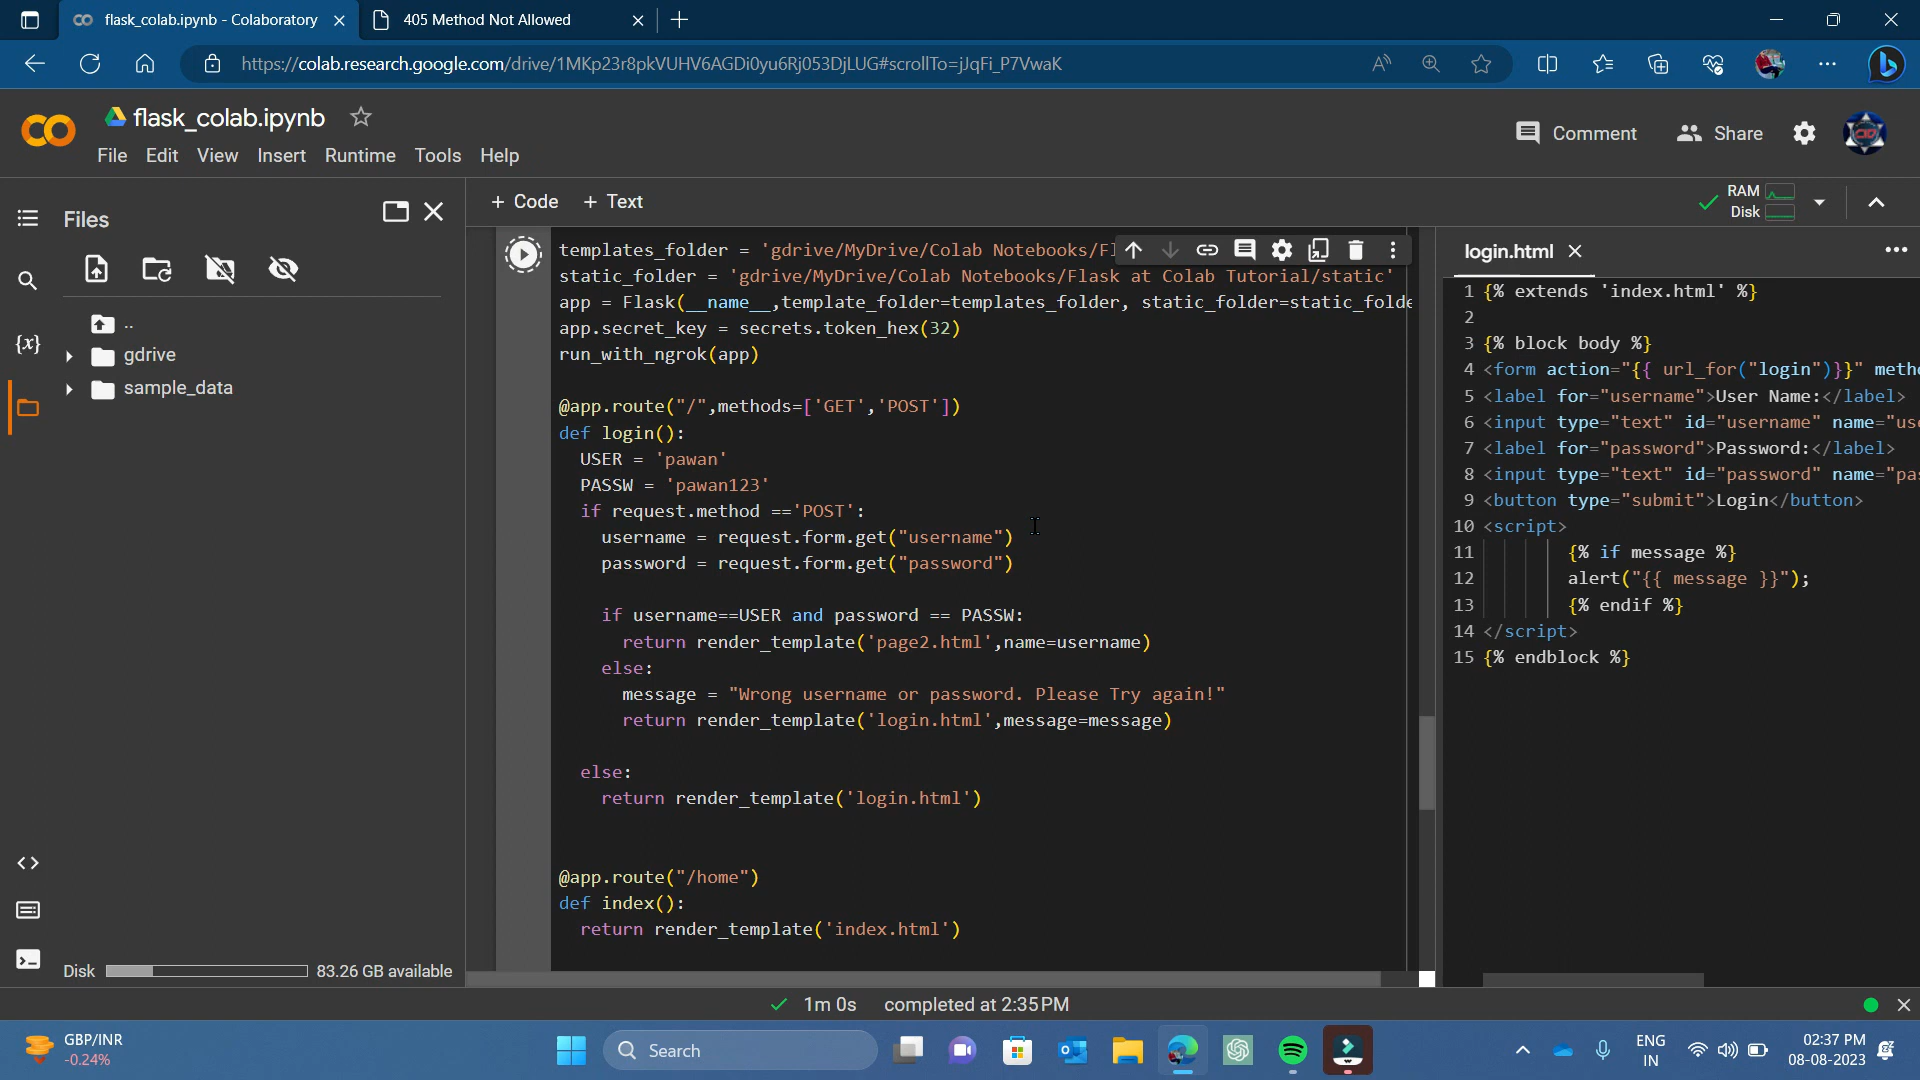 flask_colab.ipynb - Colaboratory
405 Method Not Allowed
https://colab.research.google.com/drive/1MKp23r8pkVUHV6AGDi0yu6Rj053DjLUG#scrollTo=jJqFi_P7VwaK
flask_colab.ipynb
File Edit View Insert Runtime Tools Help
Comment
Share
Files
+ Code + Text
RAM
Disk
..
gdrive
sample_data
Disk
83.26 GB available
templates_folder = 'gdrive/MyDrive/Colab Notebooks/Fl
static_folder = 'gdrive/MyDrive/Colab Notebooks/Flask at Colab Tutorial/static'
app = Flask(__name__,template_folder=templates_folder, static_folder=static_folde
app.secret_key = secrets.token_hex(32)
run_with_ngrok(app)
@app.route("/",methods=['GET','POST'])
def login():
USER = 'pawan'
PASSW = 'pawan123'
if request.method =='POST':
username = request.form.get("username")
password = request.form.get("password")
if username==USER and password == PASSW:
return render_template('page2.html',name=username)
else:
message = "Wrong username or password. Please Try again!"
return render_template('login.html',message=message)
else:
return render_template('login.html')
@app.route("/home")
def index():
return render_template('index.html')
login.html
1 {% extends 'index.html' %}
2
3 {% block body %}
4 <form action="{{ url_for("login")}}" meth
5 <label for="username">User Name:</label>
6 <input type="text" id="username" name="use
7 <label for="password">Password:</label>
8 <input type="text" id="password" name="pas
9 <button type="submit">Login</button>
10 <script>
11 {% if message %}
12 alert("{{ message }}");
13 {% endif %}
14 </script>
15 {% endblock %}
1m 0s completed at 2:35 PM
GBP/INR
-0.24%
Search
ENG
IN
02:37 PM
08-08-2023